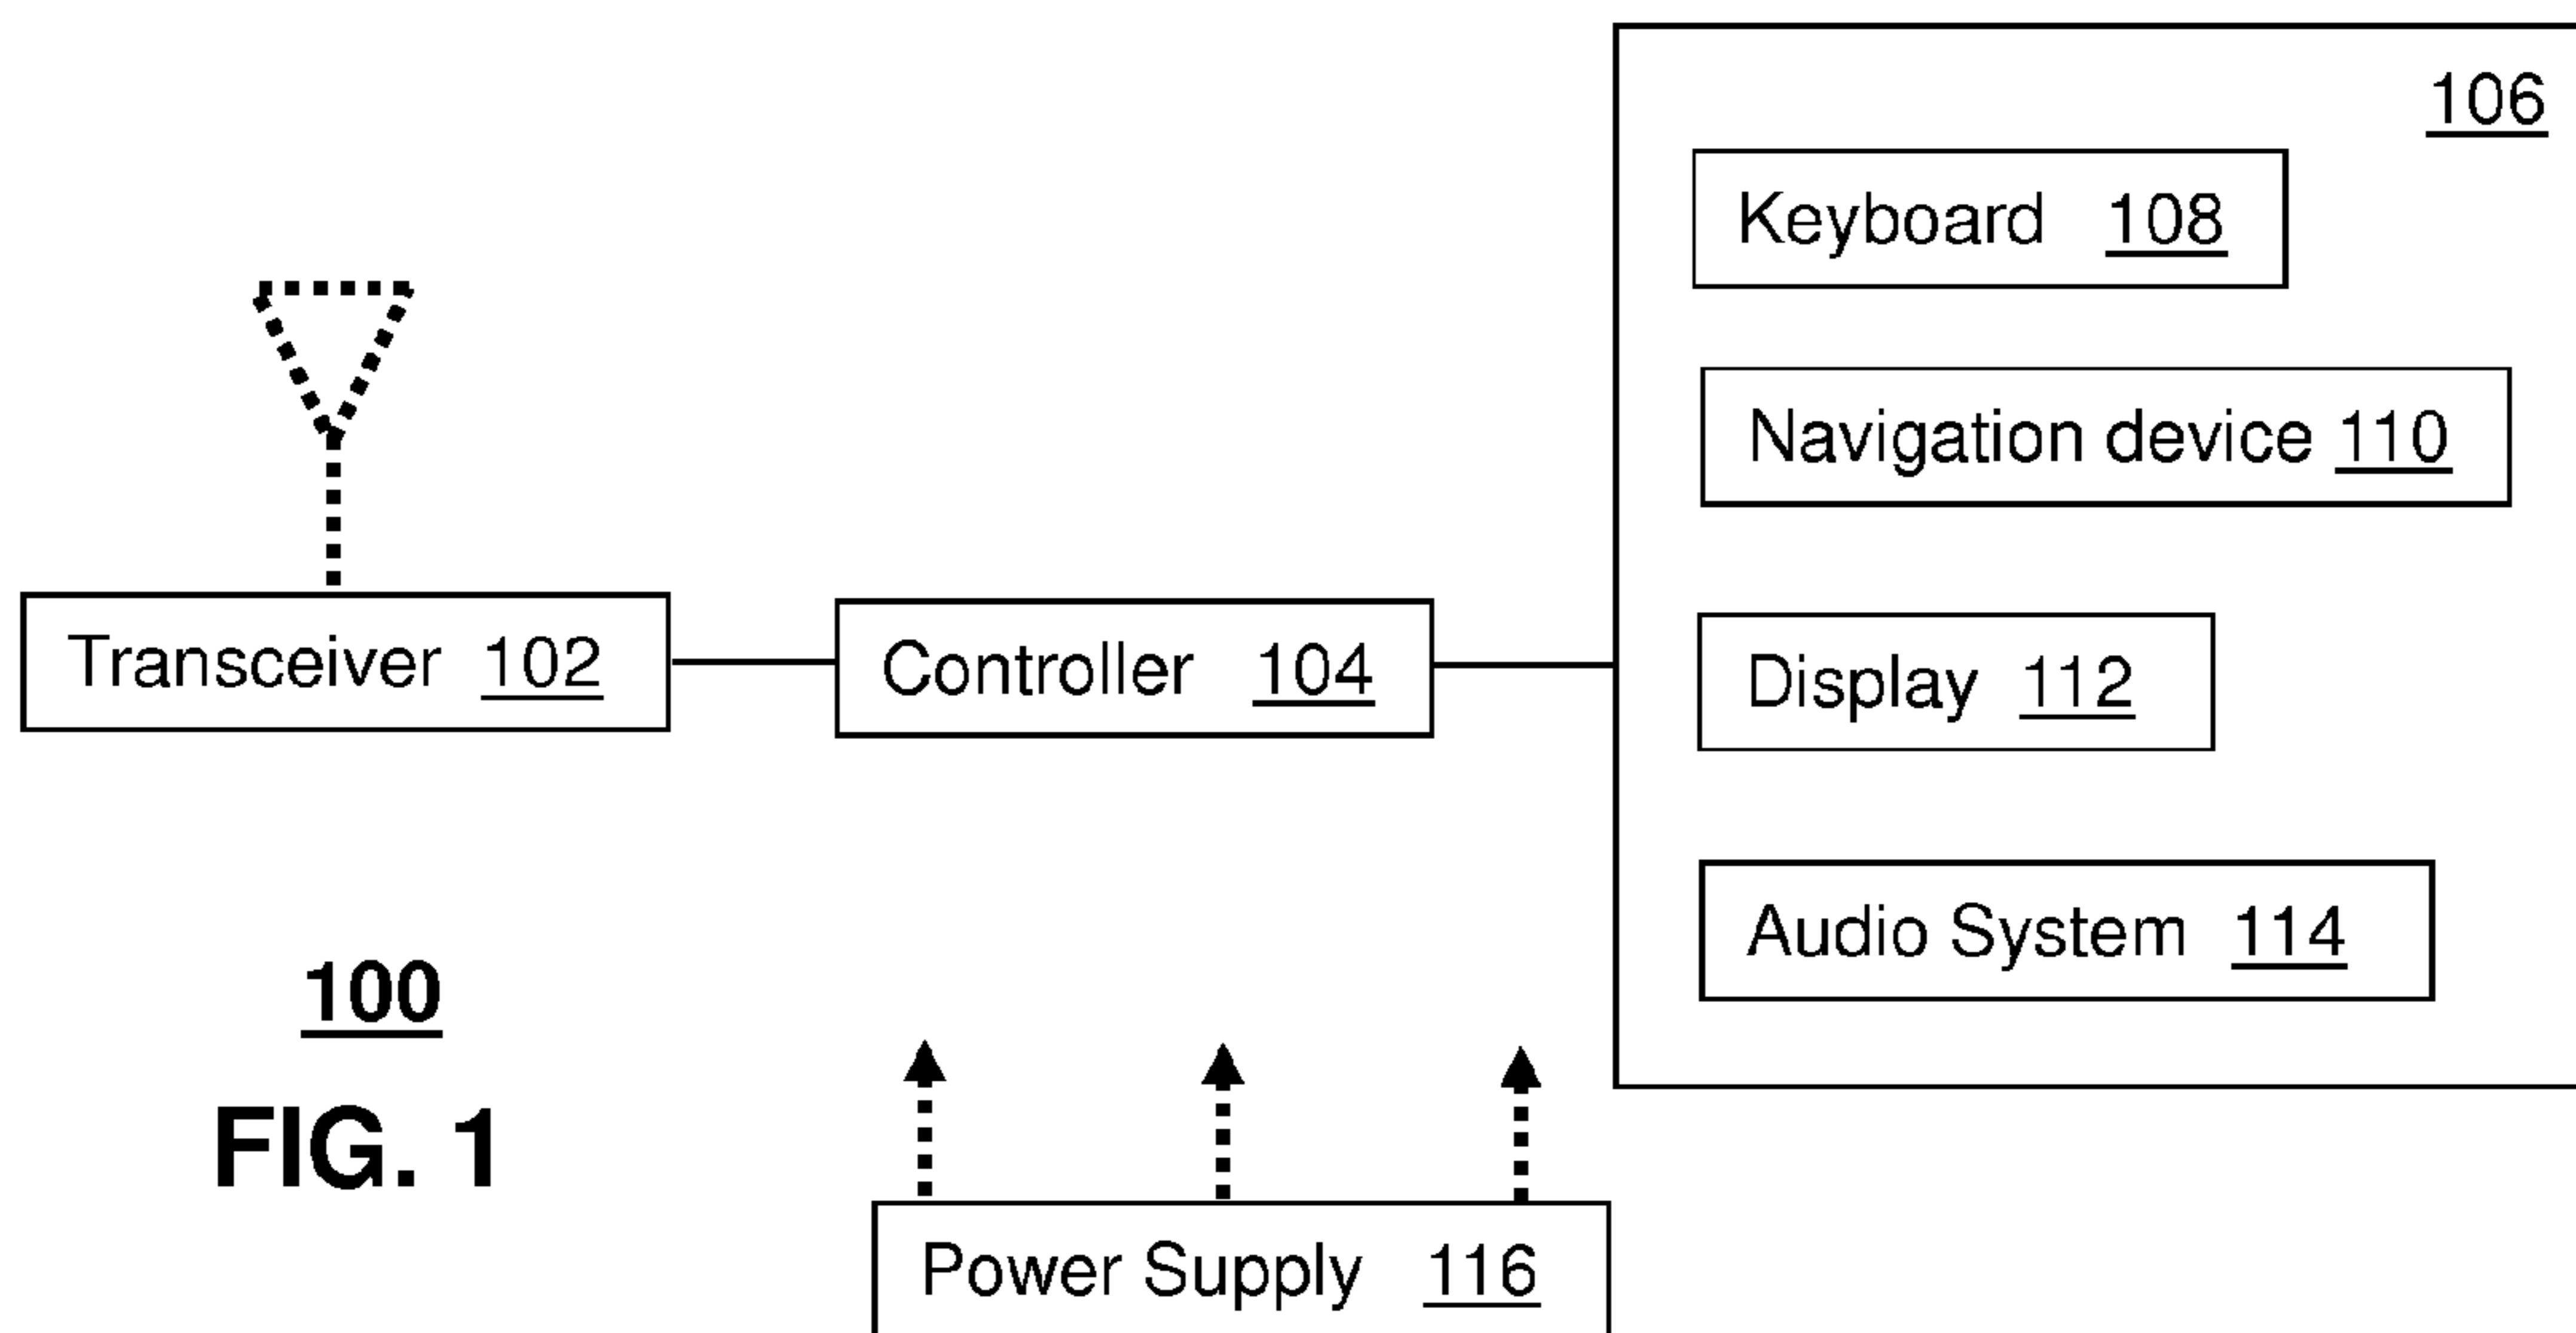 106
Keyboard 108
Navigation device 110
Transceiver 102
Controller 104
Display 112
Audio System 114
100
FIG. 1
Power Supply 116